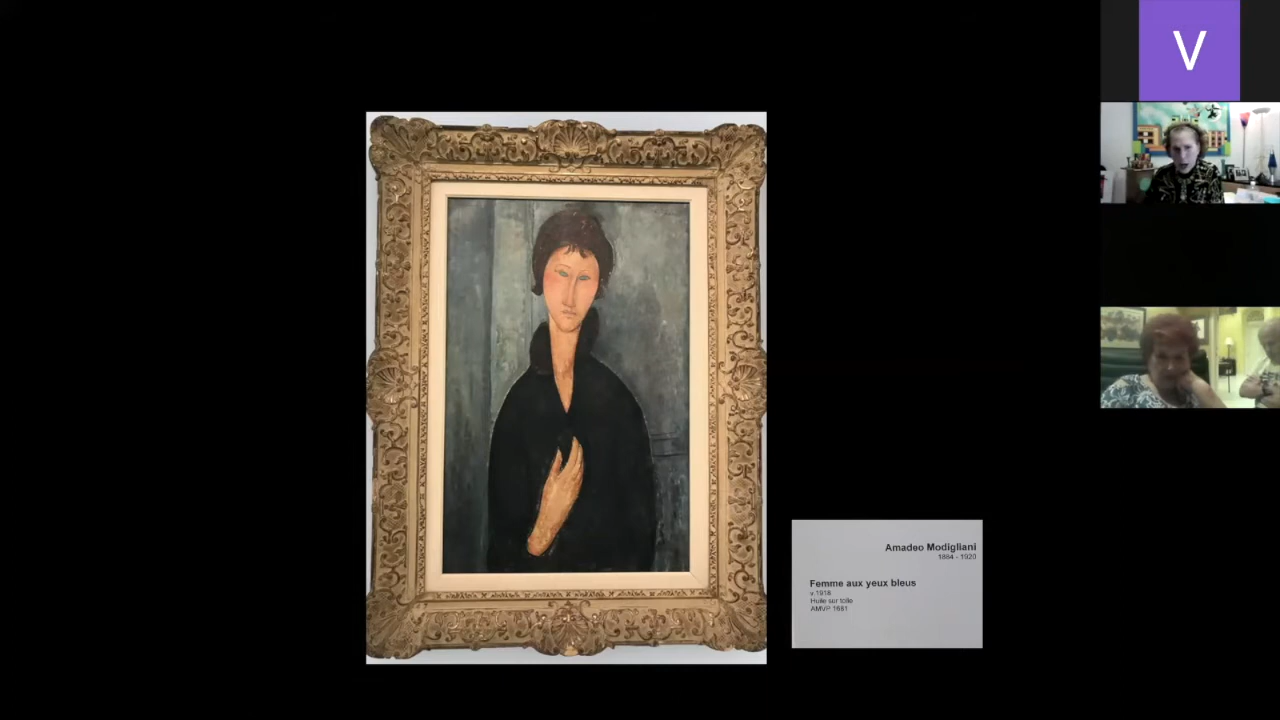 V
Amadeo Modigliani
1884 - 1920
Femme aux yeux bleus
v.1918
Huile sur toile
AMVP 1681